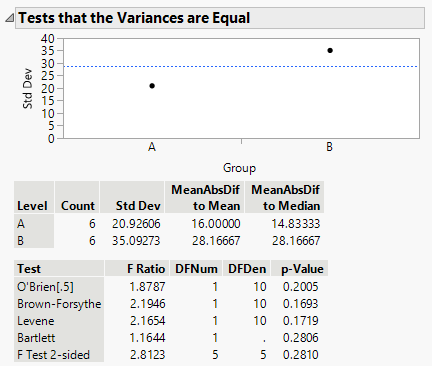 Tests that the Variances are Equal
40
35
30
25
20
15
10
5
0
Std Dev
A B
Group
MeanAbsDif MeanAbsDif
Level Count Std Dev to Mean to Median
A 6 20.92606 16.00000 14.83333
B 6 35.09273 28.16667 28.16667
Test F Ratio DFNum DFDen p-Value
O'Brien[.5] 1.8787 1 10 0.2005
Brown-Forsythe 2.1946 1 10 0.1693
Levene 2.1654 1 10 0.1719
Bartlett 1.1644 1 . 0.2806
F Test 2-sided 2.8123 5 5 0.2810